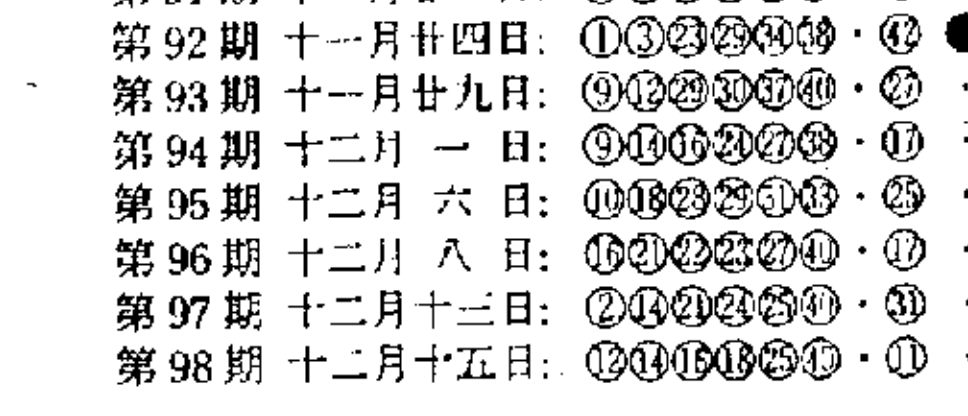 第92期 十一月廿四日: ①③㉓㉙㉞㊳·㊷
第93期 十一月廿九日: ⑨⑫㉙㉚㊲㊵·㉗
第94期 十二月 一 日: ⑨⑭⑯㉔㉗㊳·⑰
第95期 十二月 六 日: ⑩⑱㉓㉙㉛㉝·㉕
第96期 十二月 八 日: ⑯㉑㉒㉓㉗㊵·⑰
第97期 十二月十三日: ②⑭㉑㉔㉕·㉛
第98期 十二月十五日: ⑫⑭⑯⑱㉕·⑪